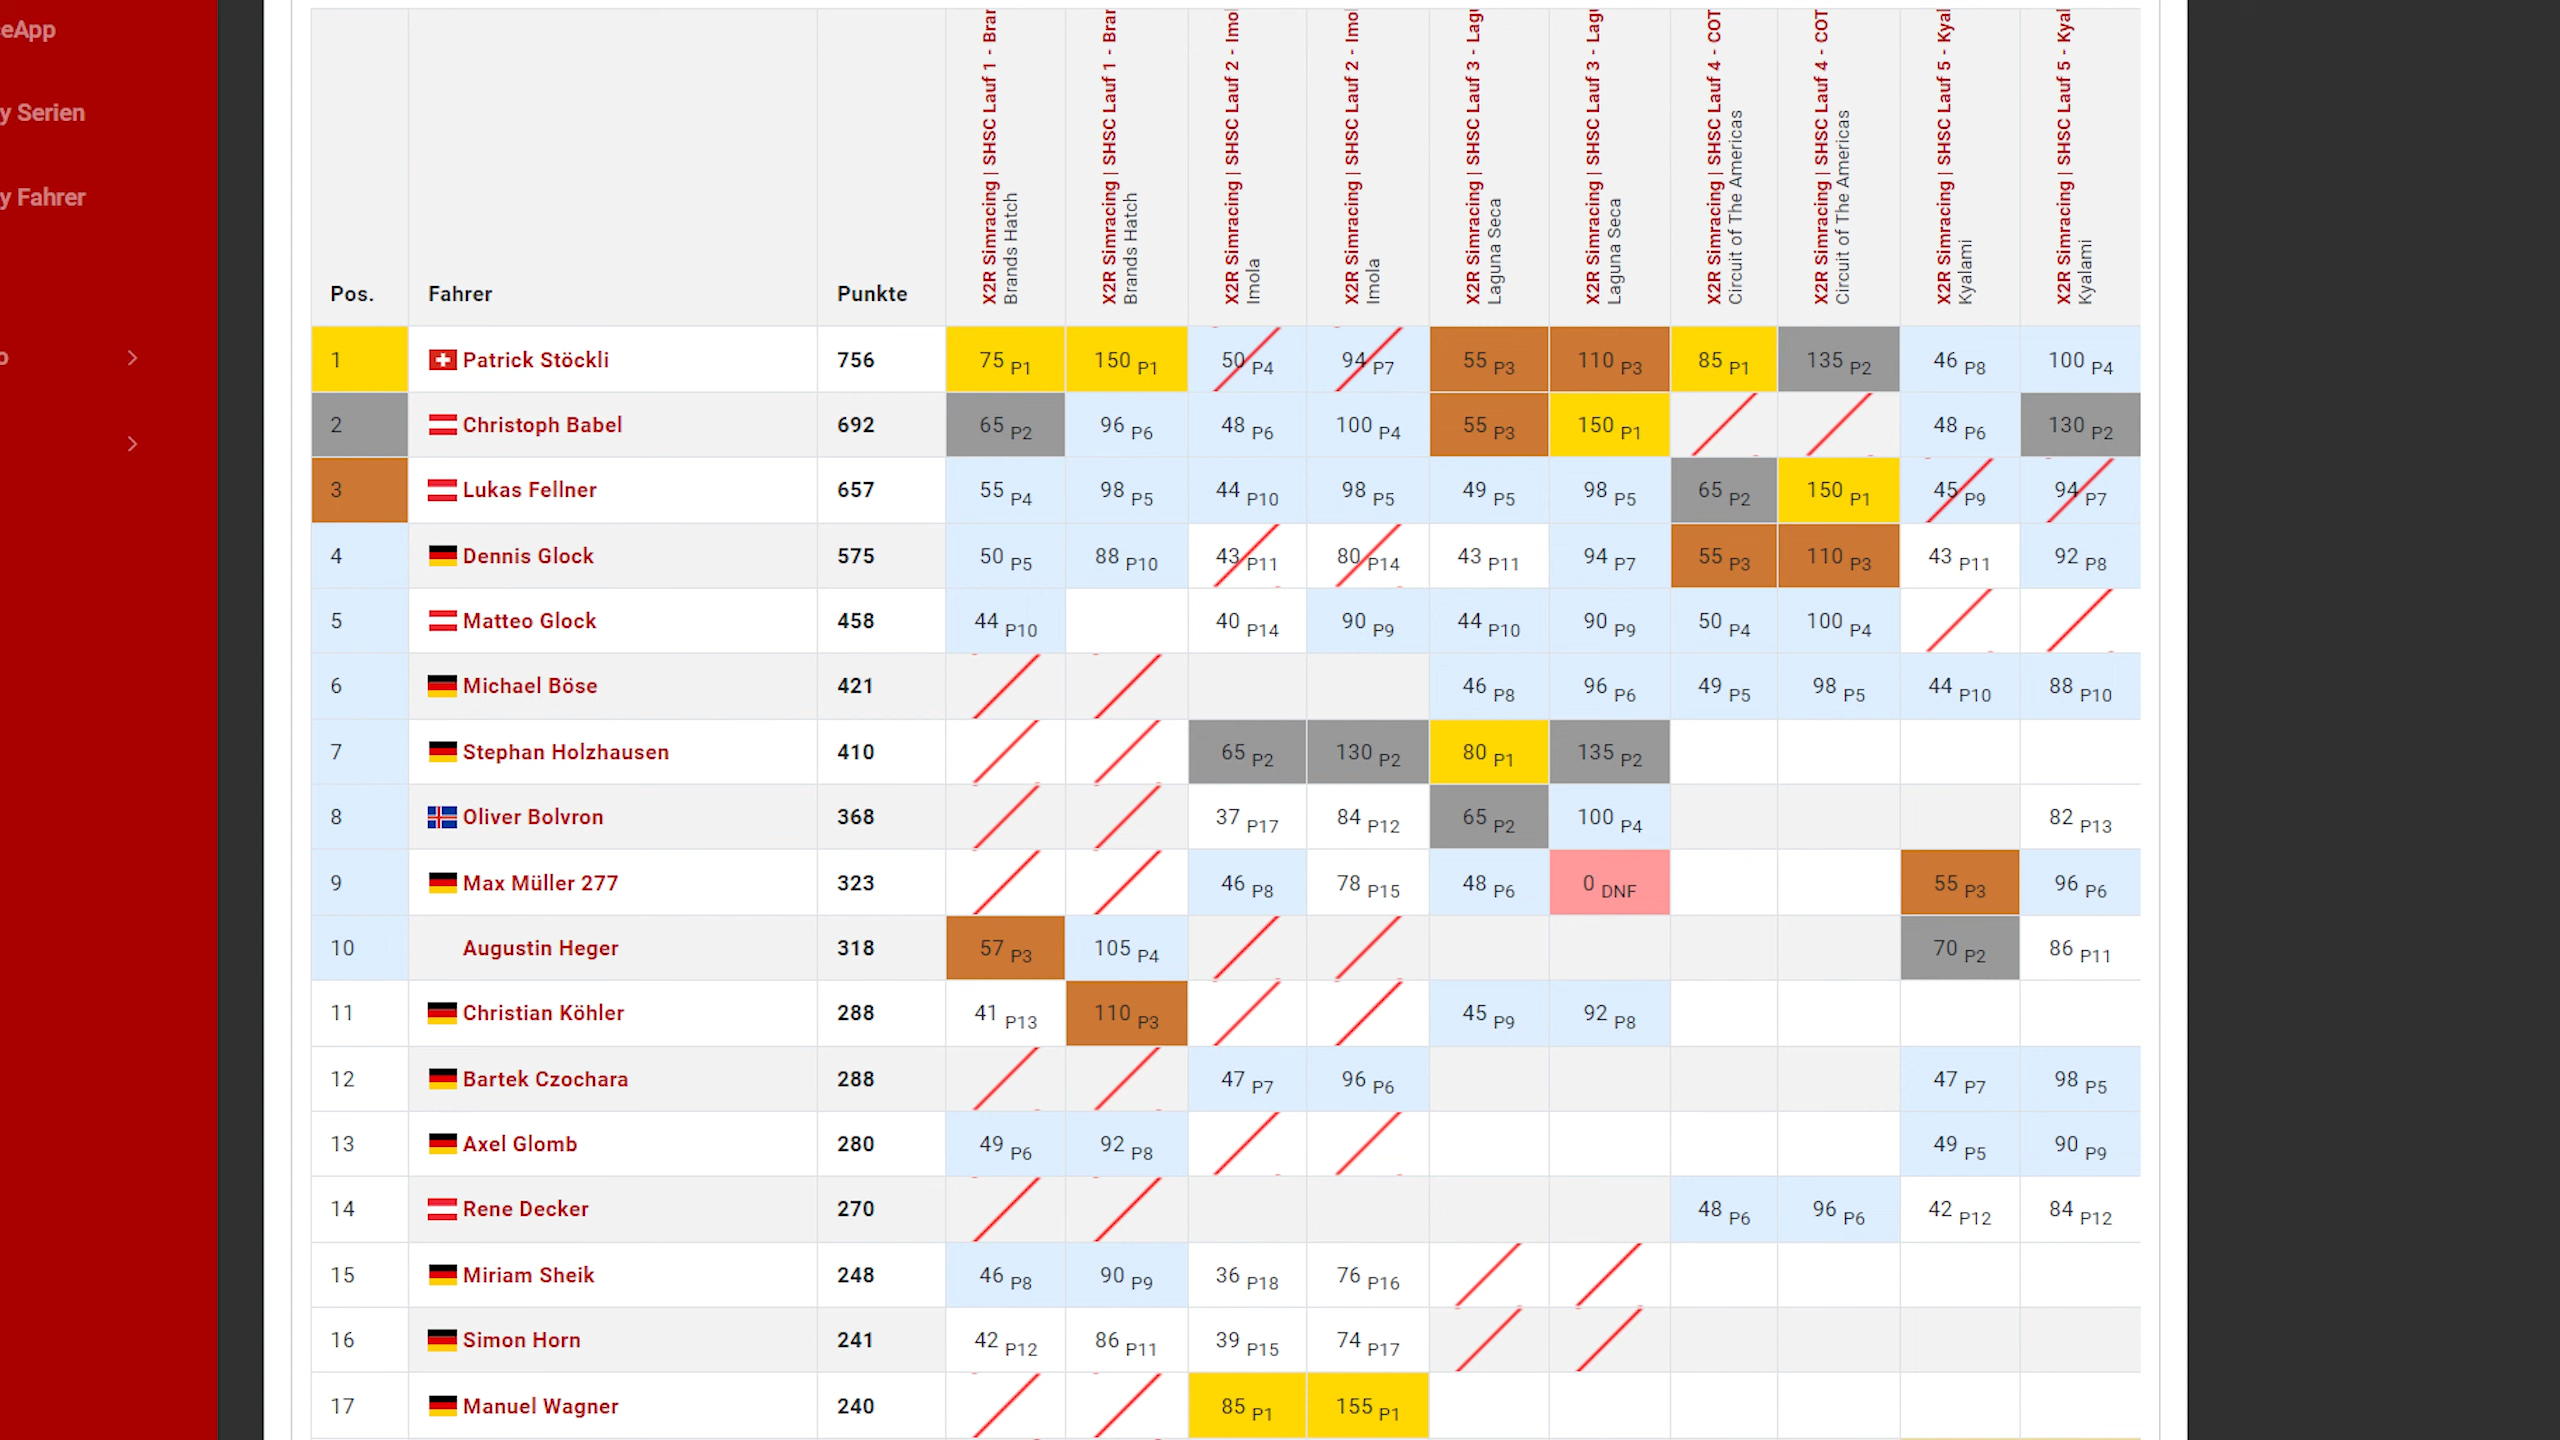 eApp
y Serien
y Fahrer
o
Pos. Fahrer Punkte
X2R Simracing | SHSC Lauf 1 - Bran
Brands Hatch
X2R Simracing | SHSC Lauf 1 - Bran
Brands Hatch
X2R Simracing | SHSC Lauf 2 - Imol
Imola
X2R Simracing | SHSC Lauf 2 - Imol
Imola
X2R Simracing | SHSC Lauf 3 - Lagu
Laguna Seca
X2R Simracing | SHSC Lauf 3 - Lagu
Laguna Seca
X2R Simracing | SHSC Lauf 4 - COT
Circuit of The Americas
X2R Simracing | SHSC Lauf 4 - COT
Circuit of The Americas
X2R Simracing | SHSC Lauf 5 - Kyal
Kyalami
X2R Simracing | SHSC Lauf 5 - Kyal
Kyalami
1 Patrick Stöckli 756 75 P1 150 P1 50 P4 94 P7 55 P3 110 P3 85 P1 135 P2 46 P8 100 P4
2 Christoph Babel 692 65 P2 96 P6 48 P6 100 P4 55 P3 150 P1 48 P6 130 P2
3 Lukas Fellner 657 55 P4 98 P5 44 P10 98 P5 49 P5 98 P5 65 P2 150 P1 45 P9 94 P7
4 Dennis Glock 575 50 P5 88 P10 43 P11 80 P14 43 P11 94 P7 55 P3 110 P3 43 P11 92 P8
5 Matteo Glock 458 44 P10 40 P14 90 P9 44 P10 90 P9 50 P4 100 P4
6 Michael Böse 421 46 P8 96 P6 49 P5 98 P5 44 P10 88 P10
7 Stephan Holzhausen 410 65 P2 130 P2 80 P1 135 P2
8 Oliver Bolvron 368 37 P17 84 P12 65 P2 100 P4 82 P13
9 Max Müller 277 323 46 P8 78 P15 48 P6 0 DNF 55 P3 96 P6
10 Augustin Heger 318 57 P3 105 P4 70 P2 86 P11
11 Christian Köhler 288 41 P13 110 P3 45 P9 92 P8
12 Bartek Czochara 288 47 P7 96 P6 47 P7 98 P5
13 Axel Glomb 280 49 P6 92 P8 49 P5 90 P9
14 Rene Decker 270 48 P6 96 P6 42 P12 84 P12
15 Miriam Sheik 248 46 P8 90 P9 36 P18 76 P16
16 Simon Horn 241 42 P12 86 P11 39 P15 74 P17
17 Manuel Wagner 240 85 P1 155 P1